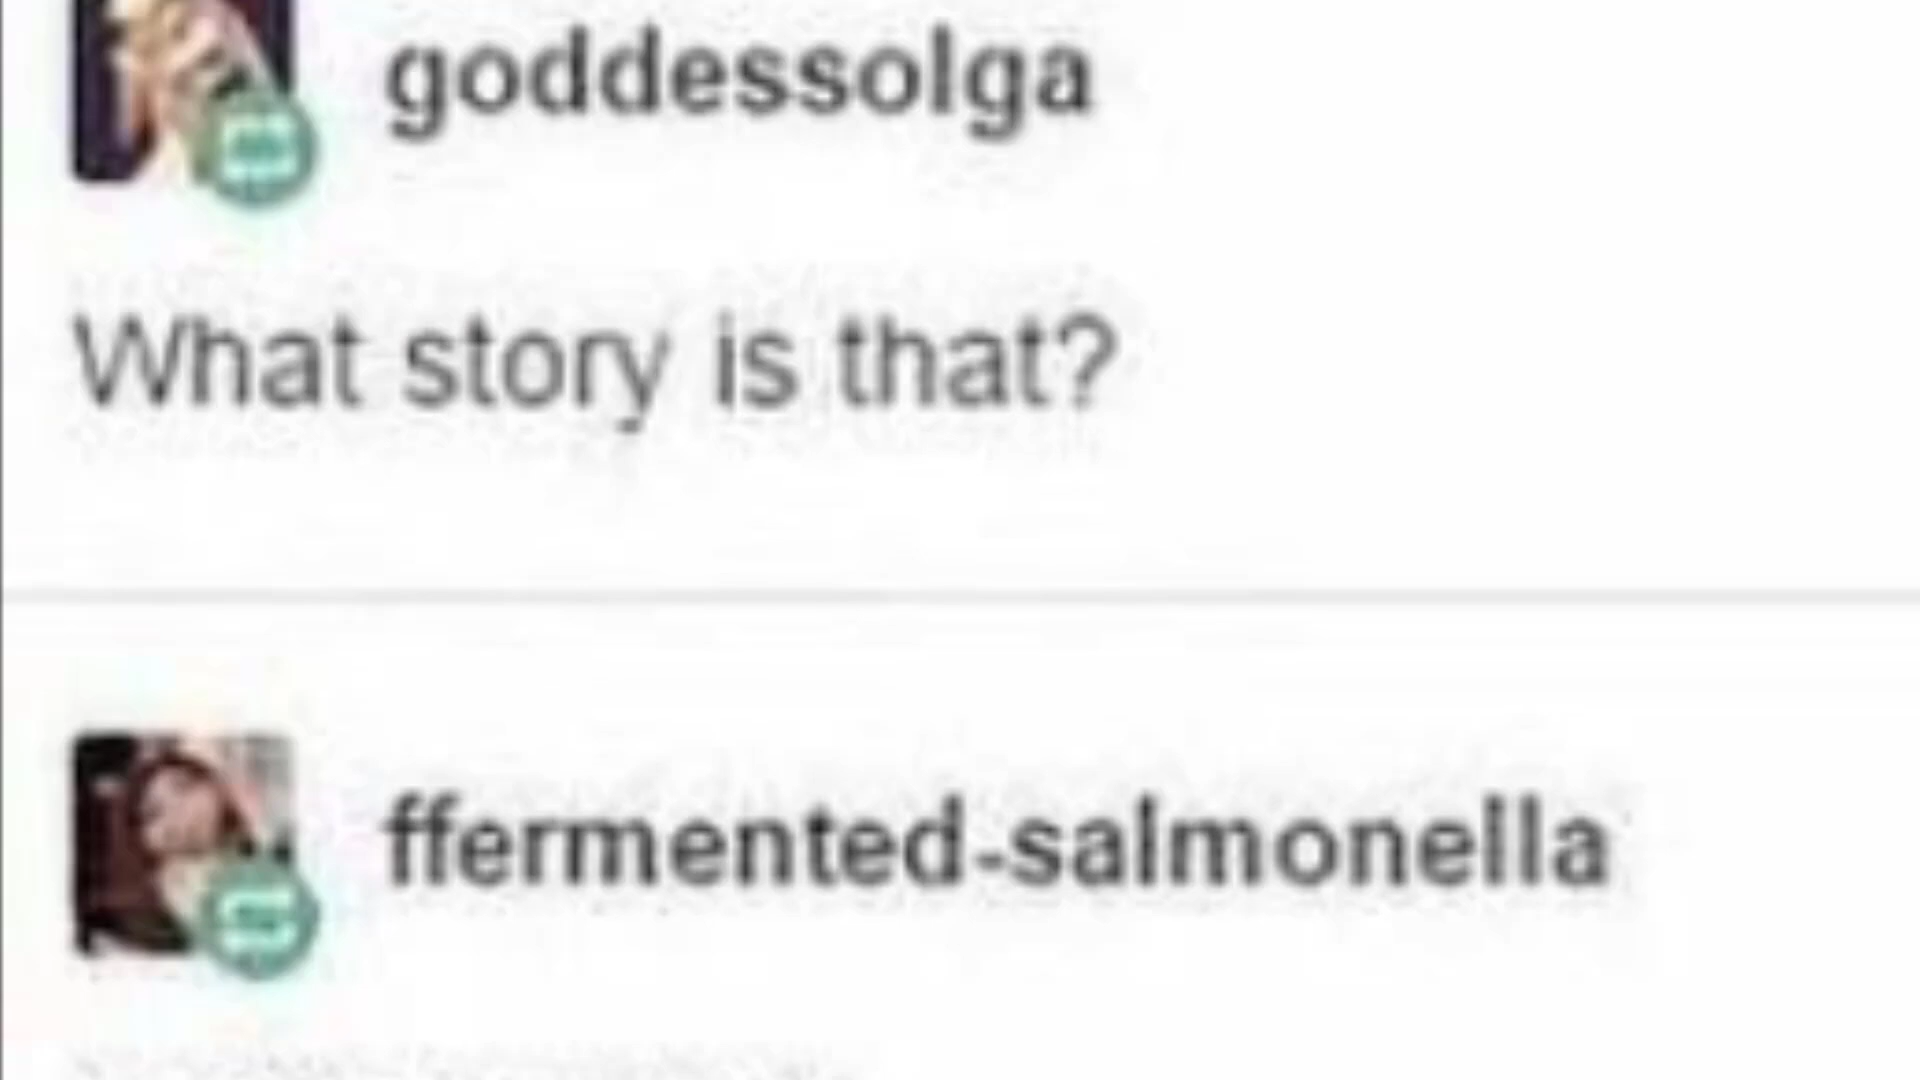 goddessolga
What story is that?
ffermented-salmonella